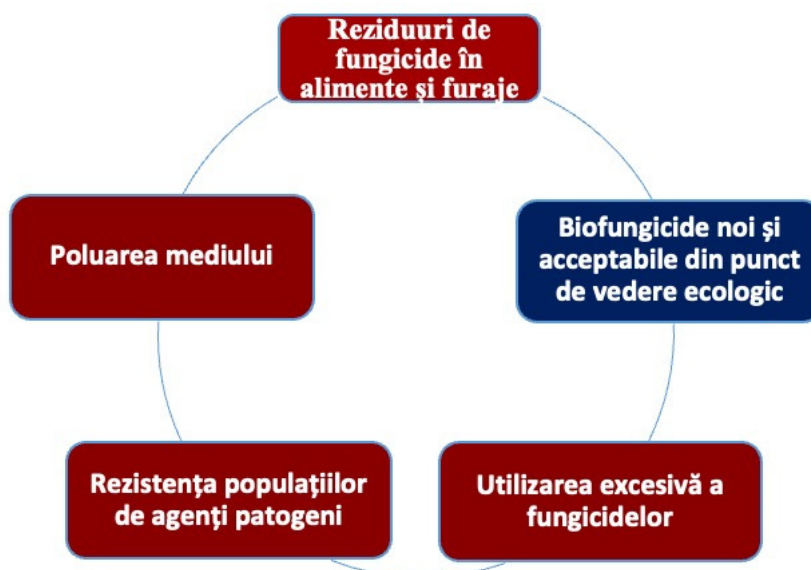 Reziduuri de
fungicide în
alimente și furaje
Poluarea mediului
Biofungicide noi și
acceptabile din punct
de vedere ecologic
Rezistența populațiilor
de agenți patogeni
Utilizarea excesivă a
fungicidelor